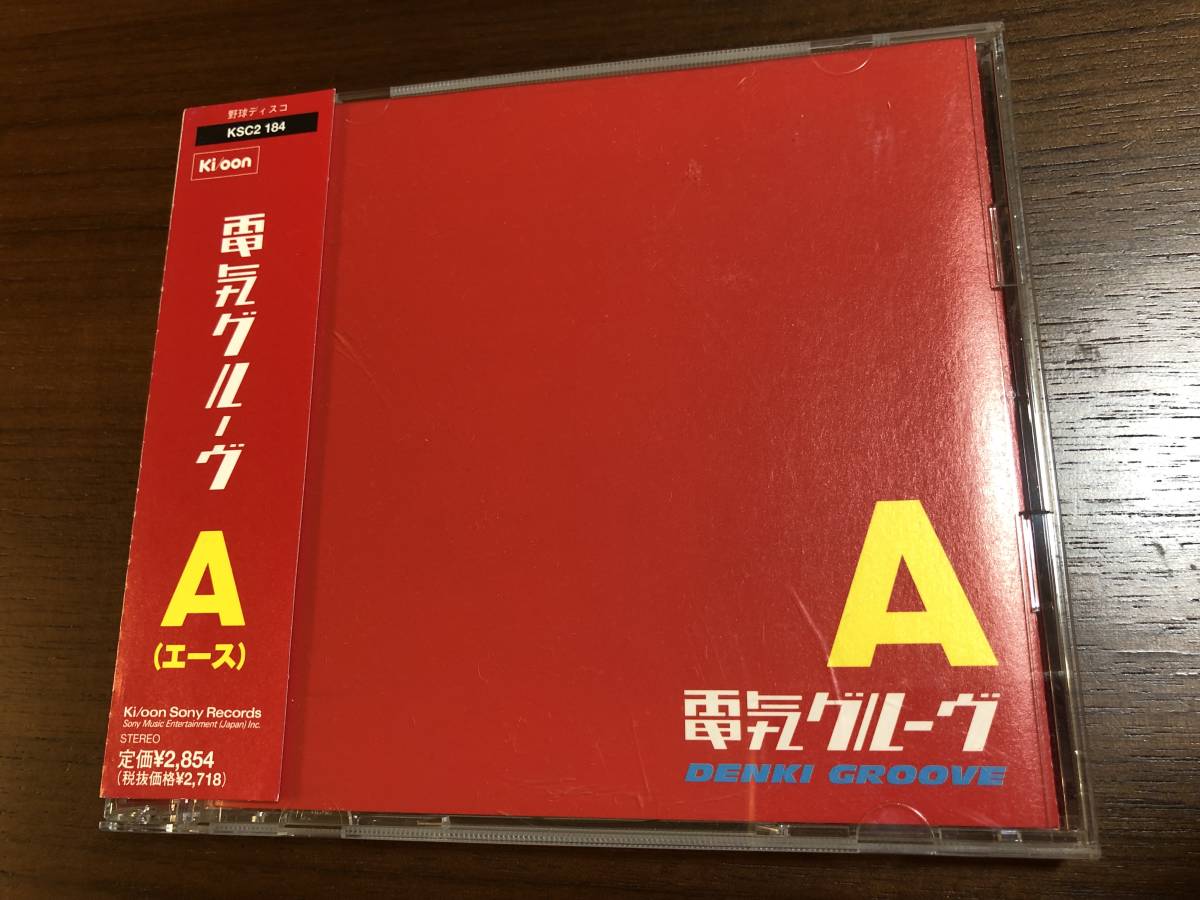 野球ディスコ
KSC2 184
Ki/oon
電気グルーヴ
A
(エース)
Ki/oon Sony Records
Sony Music Entertainment (Japan) Inc.
STEREO
定価¥2,854
(税抜価格¥2,718)
A
電気グルーヴ
DENKI GROOVE